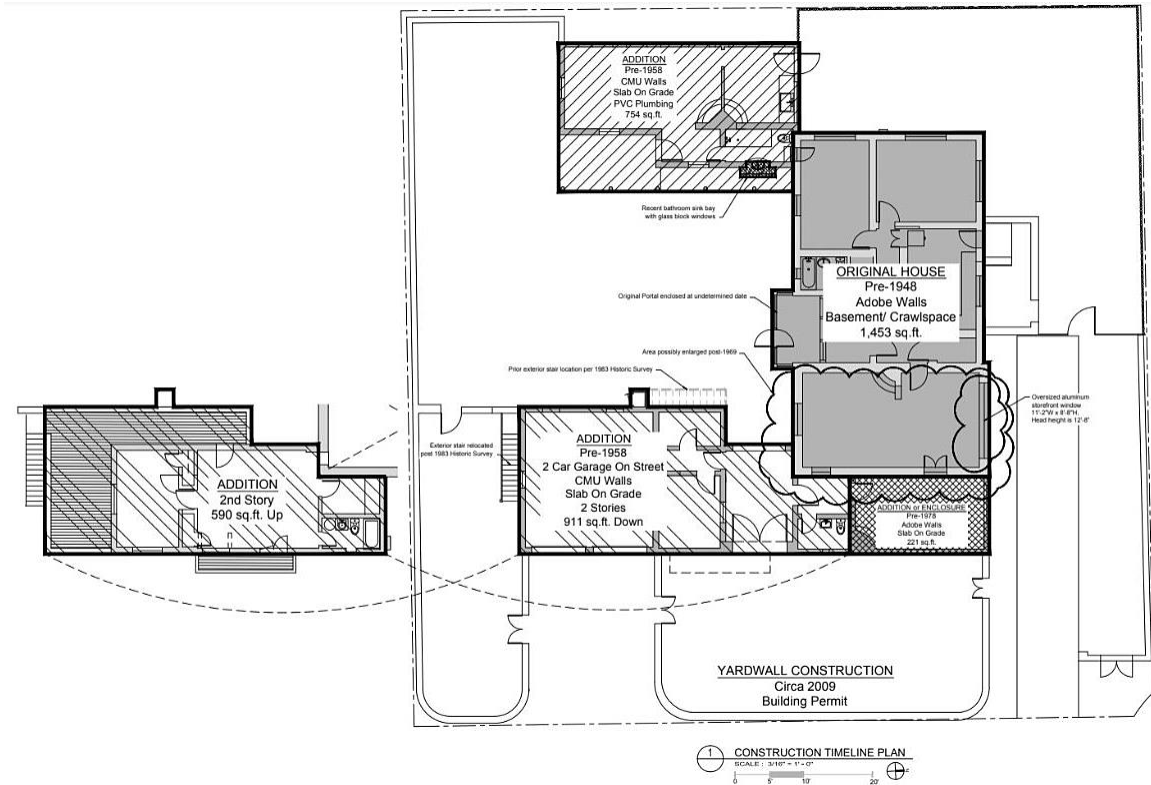 ADDITION
Pre-1958
CMU Walls
Slab On Grade
PVC Plumbing
754 sq.ft.
Recent bathroom sink bay
with glass block windows
ORIGINAL HOUSE
Pre-1948
Adobe Walls
Basement/ Crawlspace
1,453 sq.ft.
Original Portal enclosed at undetermined date
Area possibly enlarged post-1969
Prior exterior stair location per 1983 Historic Survey
Oversized aluminum
storefront window
11'-2"W x 8'-8"H,
Head height is 12'-8"
Exterior stair relocated
post 1983 Historic Survey
ADDITION
Pre-1958
2 Car Garage On Street
CMU Walls
Slab On Grade
2 Stories
911 sq.ft. Down
ADDITION
2nd Story
590 sq.ft. Up
ADDITION or ENCLOSURE
Pre-1978
Adobe Walls
Slab On Grade
221 sq.ft.
YARDWALL CONSTRUCTION
Circa 2009
Building Permit
1 CONSTRUCTION TIMELINE PLAN
SCALE : 3/16" = 1'-0"
0 5' 10' 20'